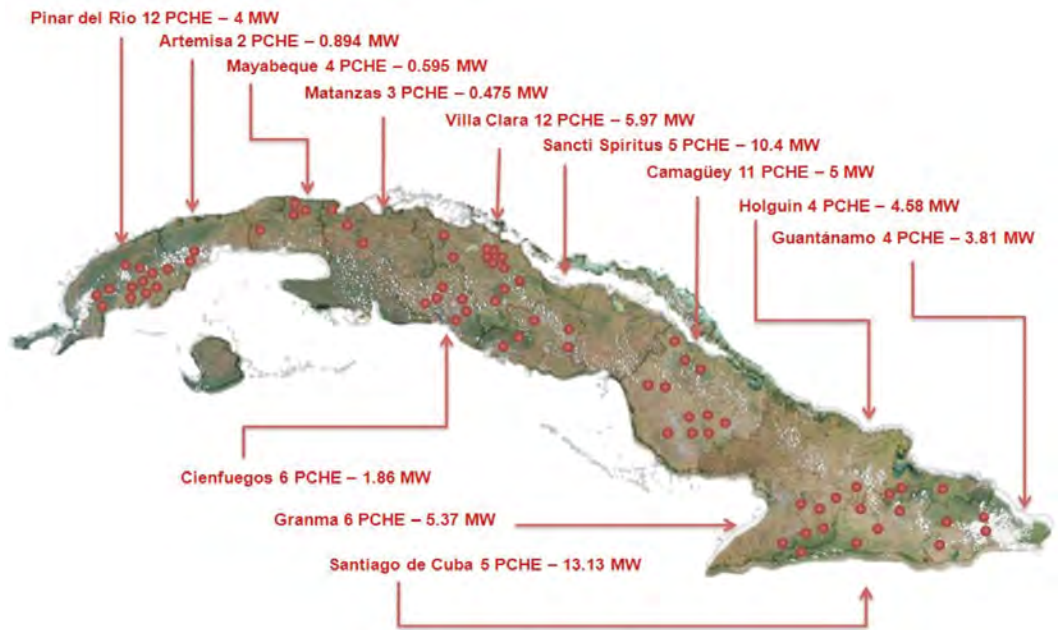 Pinar del Rio 12 PCHE – 4 MW
Artemisa 2 PCHE – 0.894 MW
Mayabeque 4 PCHE – 0.595 MW
Matanzas 3 PCHE – 0.475 MW
Villa Clara 12 PCHE – 5.97 MW
Sancti Spiritus 5 PCHE – 10.4 MW
Camagüey 11 PCHE – 5 MW
Holguin 4 PCHE – 4.58 MW
Guantánamo 4 PCHE – 3.81 MW
Cienfuegos 6 PCHE – 1.86 MW
Granma 6 PCHE – 5.37 MW
Santiago de Cuba 5 PCHE – 13.13 MW